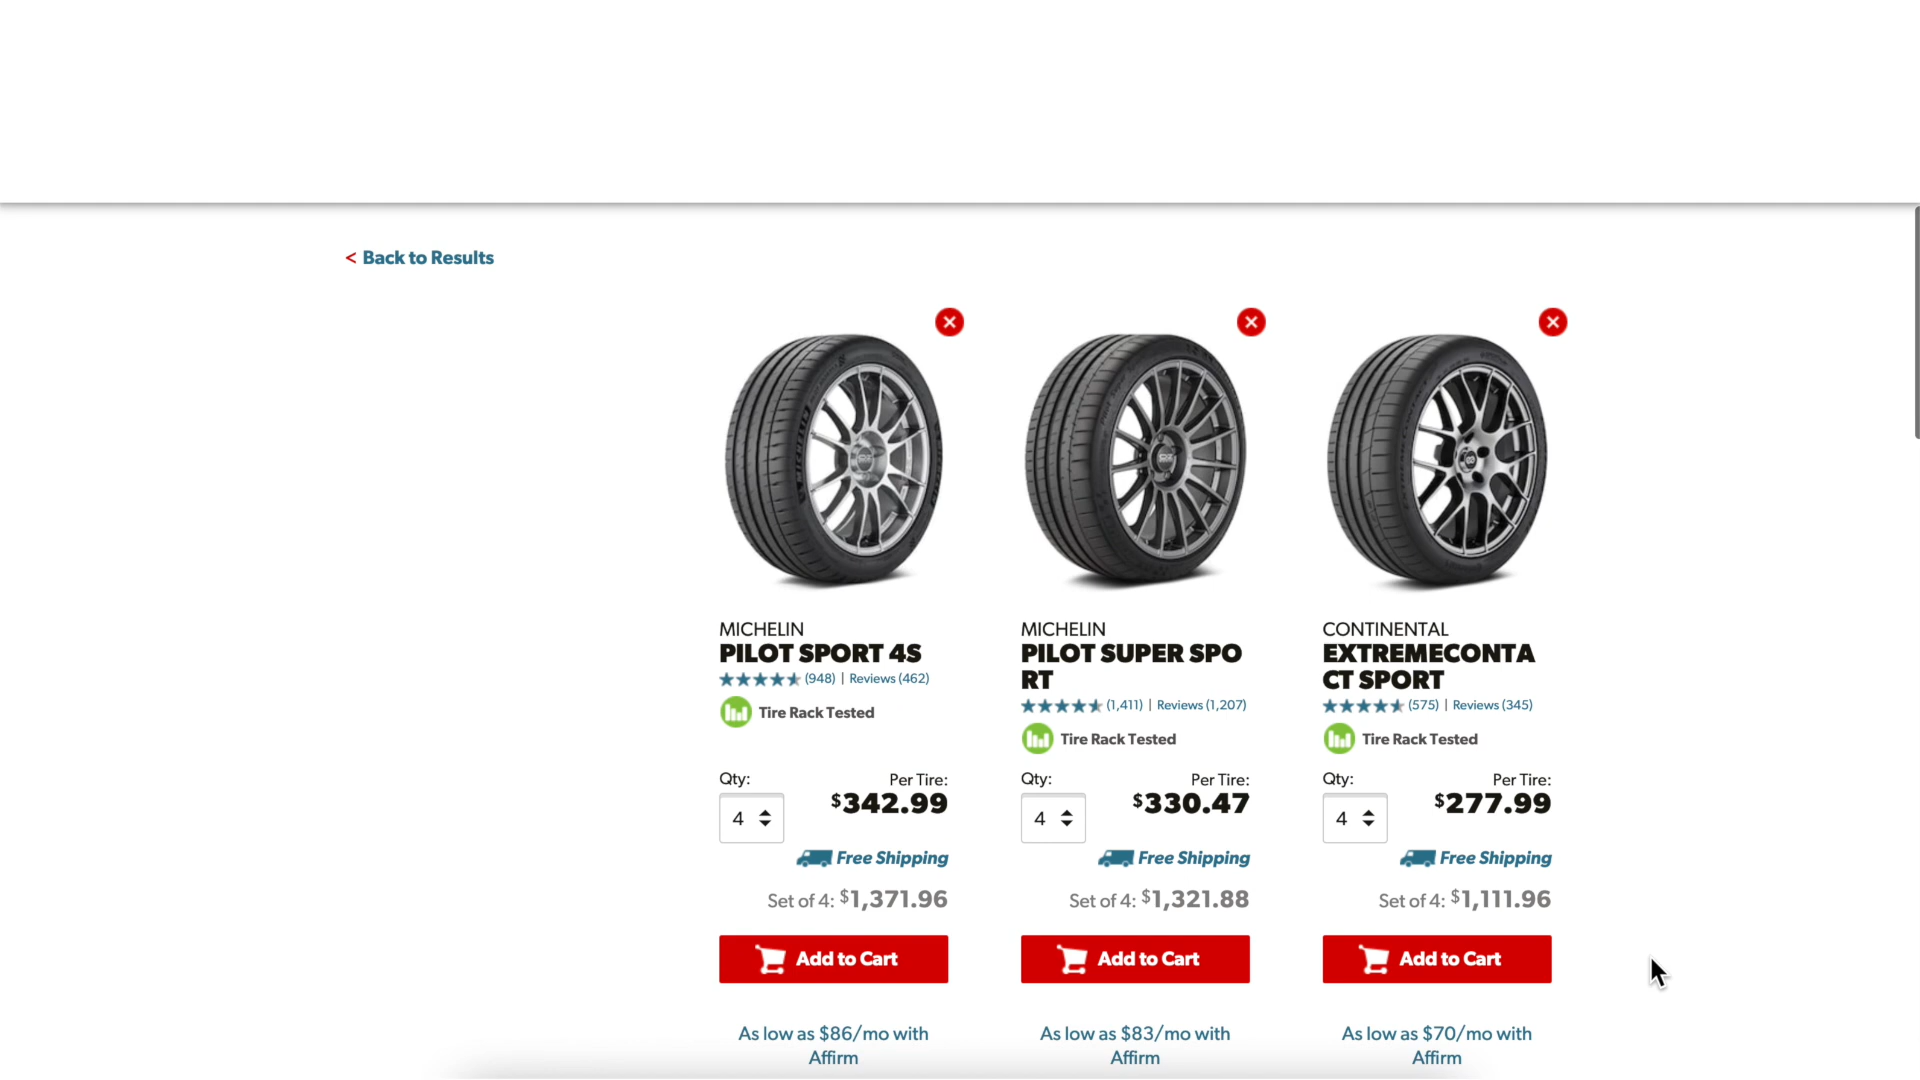 < Back to Results
MICHELIN
PILOT SPORT 4S
(948) | Reviews (462)
Tire Rack Tested
Qty:
Per Tire:
4
$342.99
Free Shipping
Set of 4: $1,371.96
Add to Cart
As low as $86/mo with
Affirm
MICHELIN
PILOT SUPER SPO
RT
(1,411) | Reviews (1,207)
Tire Rack Tested
Qty:
Per Tire:
4
$330.47
Free Shipping
Set of 4: $1,321.88
Add to Cart
As low as $83/mo with
Affirm
CONTINENTAL
EXTREMECONTA
CT SPORT
(575) | Reviews (345)
Tire Rack Tested
Qty:
Per Tire:
4
$277.99
Free Shipping
Set of 4: $1,111.96
Add to Cart
As low as $70/mo with
Affirm